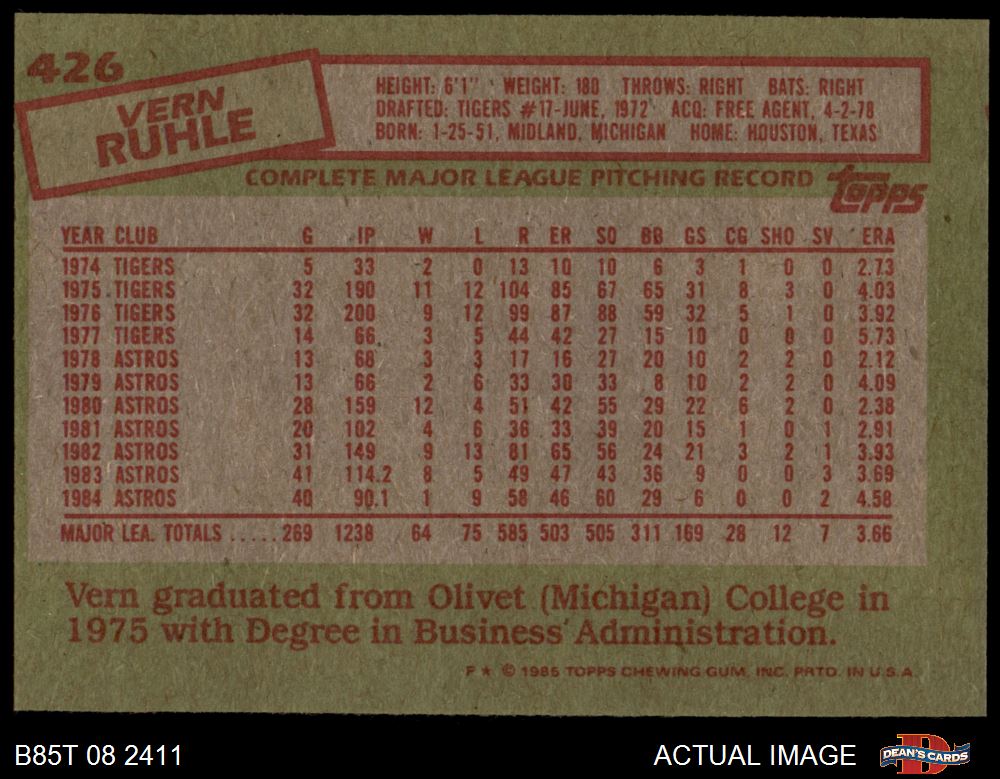 426
VERN
RUHLE
HEIGHT: 6'1" WEIGHT: 180 THROWS: RIGHT BATS: RIGHT
DRAFTED: TIGERS #17-JUNE, 1972 ACQ: FREE AGENT, 4-2-78
BORN: 1-25-51, MIDLAND, MICHIGAN HOME: HOUSTON, TEXAS
COMPLETE MAJOR LEAGUE PITCHING RECORD topps
YEAR CLUB G IP W L R ER SO BB GS CG SHO SV ERA
1974 TIGERS 5 33 2 0 13 10 10 6 3 1 0 0 2.73
1975 TIGERS 32 190 11 12 104 85 67 65 31 8 3 0 4.03
1976 TIGERS 32 200 9 12 99 87 88 59 32 5 1 0 3.92
1977 TIGERS 14 66 3 5 44 42 27 15 10 0 0 0 5.73
1978 ASTROS 13 68 3 3 17 16 27 20 10 2 2 0 2.12
1979 ASTROS 13 66 2 6 33 30 33 8 10 2 2 0 4.09
1980 ASTROS 28 159 12 4 51 42 55 29 22 6 2 0 2.38
1981 ASTROS 20 102 4 6 36 33 39 20 15 1 0 1 2.91
1982 ASTROS 31 149 9 13 81 65 56 24 21 3 2 1 3.93
1983 ASTROS 41 114.2 8 5 49 47 43 36 9 0 0 3 3.69
1984 ASTROS 40 90.1 1 9 58 46 60 29 6 0 0 2 4.58
MAJOR LEA. TOTALS .....269 1238 64 75 585 503 505 311 169 28 12 7 3.66
Vern graduated from Olivet (Michigan) College in
1975 with Degree in Business Administration.
F ★ © 1985 TOPPS CHEWING GUM, INC. PRTD. IN U.S.A.
B85T 08 2411 ACTUAL IMAGE D DEAN'S CARDS